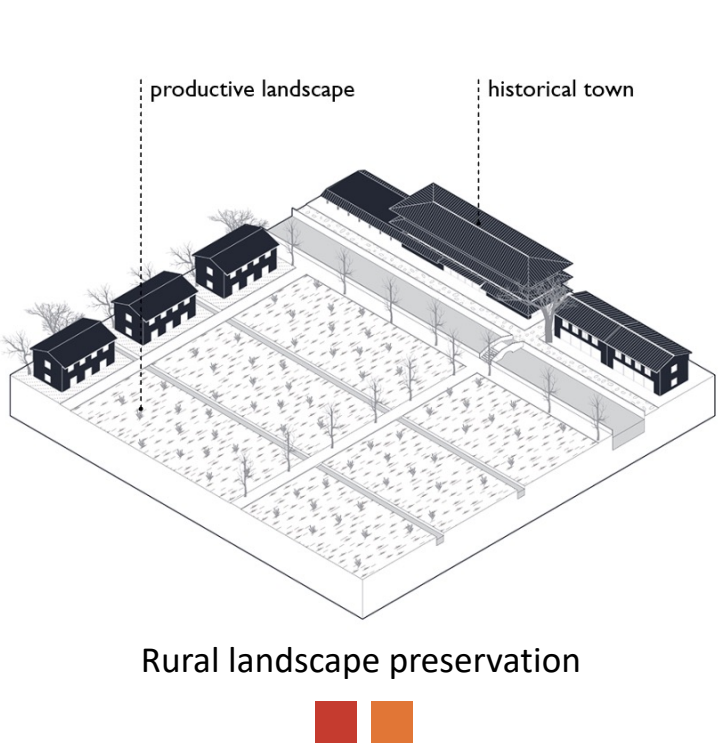 productive landscape
historical town
Rural landscape preservation